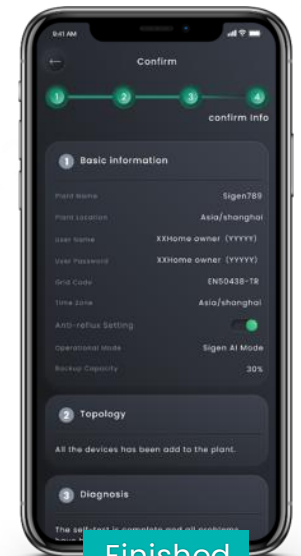 9:41 AM
Confirm
1 2 3 4
confirm Info
1 Basic information
Plant Name Sigen789
Plant Location Asia/shanghai
User Name XXHome owner (YYYYY)
User Password XXHome owner (YYYYY)
Grid Code EN50438-TR
Time Zone Asia/shanghai
Anti-reflux Setting
Operational Mode Sigen AI Mode
Backup Capacity 30%
2 Topology
All the devices has been add to the plant.
3 Diagnosis
The self-test is complete and all problems
have
Finished